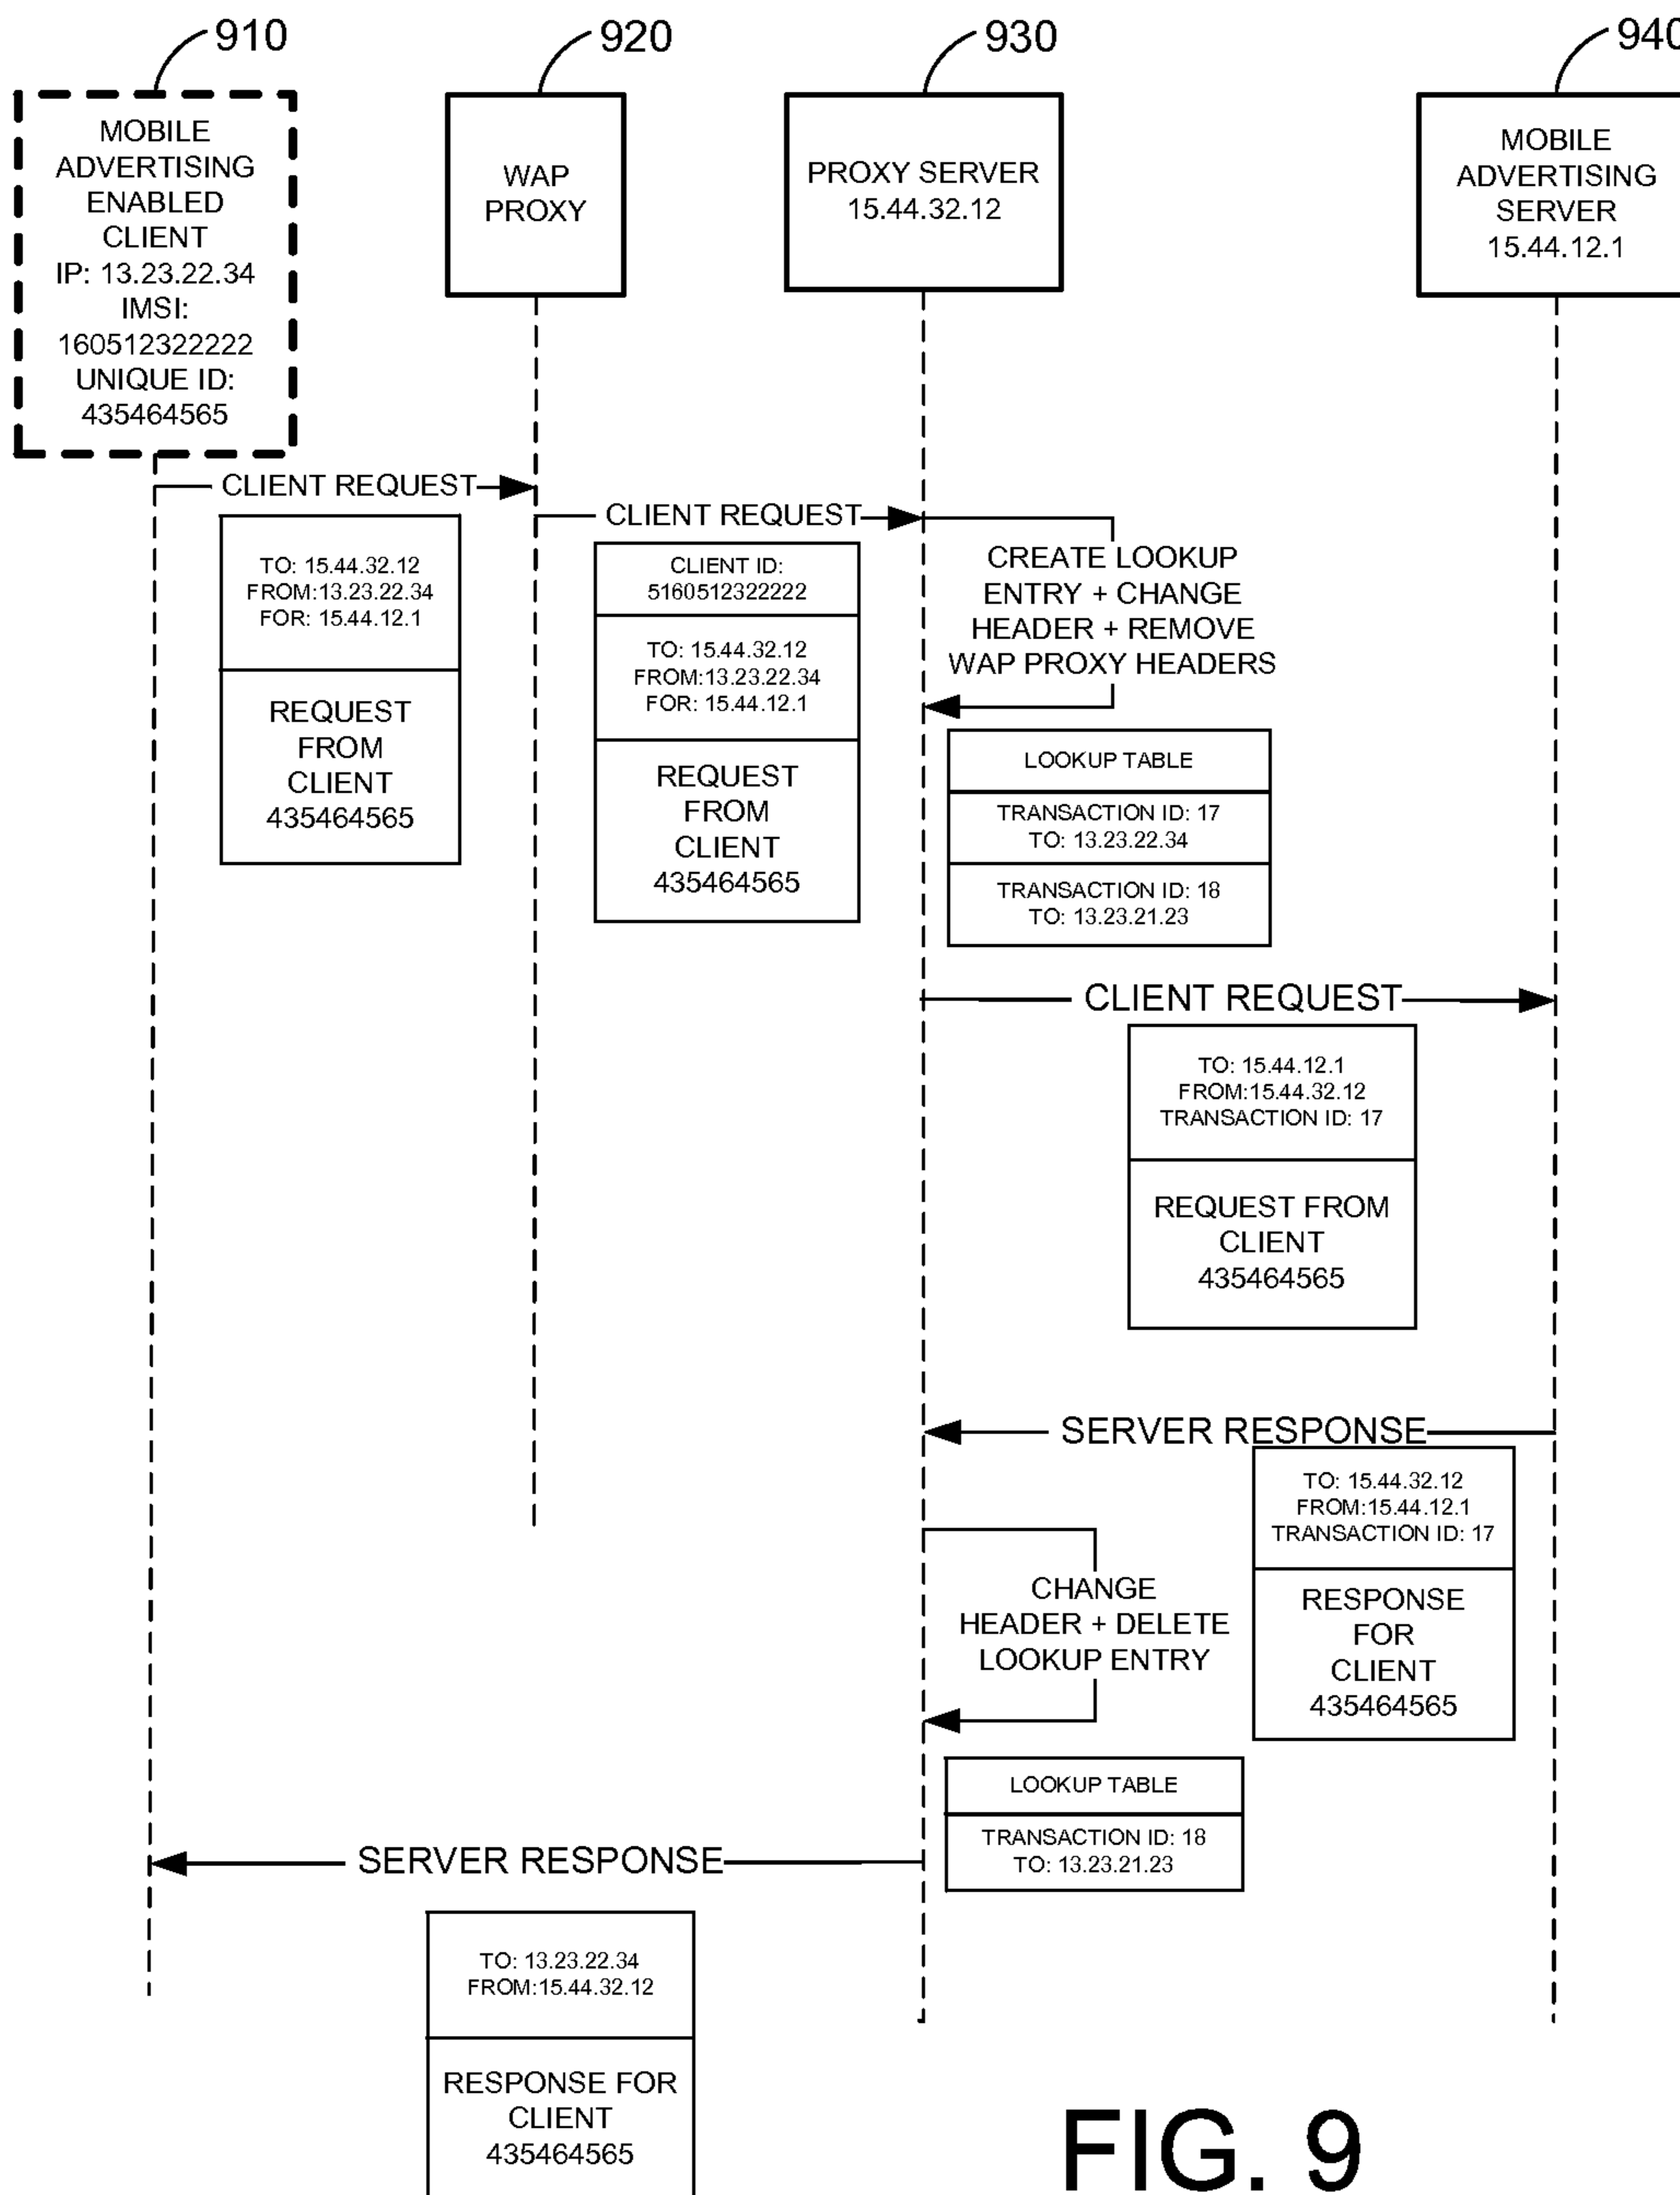 910
920
930
940
MOBILE
ADVERTISING
ENABLED
CLIENT
IP: 13.23.22.34
IMSI:
160512322222
UNIQUE ID:
435464565
WAP
PROXY
PROXY SERVER
15.44.32.12
MOBILE
ADVERTISING
SERVER
15.44.12.1
CLIENT REQUEST
TO: 15.44.32.12
FROM:13.23.22.34
FOR: 15.44.12.1
REQUEST
FROM
CLIENT
435464565
CLIENT REQUEST
CLIENT ID:
5160512322222
TO: 15.44.32.12
FROM:13.23.22.34
FOR: 15.44.12.1
REQUEST
FROM
CLIENT
435464565
CREATE LOOKUP
ENTRY + CHANGE
HEADER + REMOVE
WAP PROXY HEADERS
LOOKUP TABLE
TRANSACTION ID: 17
TO: 13.23.22.34
TRANSACTION ID: 18
TO: 13.23.21.23
CLIENT REQUEST
TO: 15.44.12.1
FROM:15.44.32.12
TRANSACTION ID: 17
REQUEST FROM
CLIENT
435464565
SERVER RESPONSE
TO: 15.44.32.12
FROM:15.44.12.1
TRANSACTION ID: 17
RESPONSE
FOR
CLIENT
435464565
CHANGE
HEADER + DELETE
LOOKUP ENTRY
LOOKUP TABLE
TRANSACTION ID: 18
TO: 13.23.21.23
SERVER RESPONSE
TO: 13.23.22.34
FROM:15.44.32.12
RESPONSE FOR
CLIENT
435464565
FIG. 9